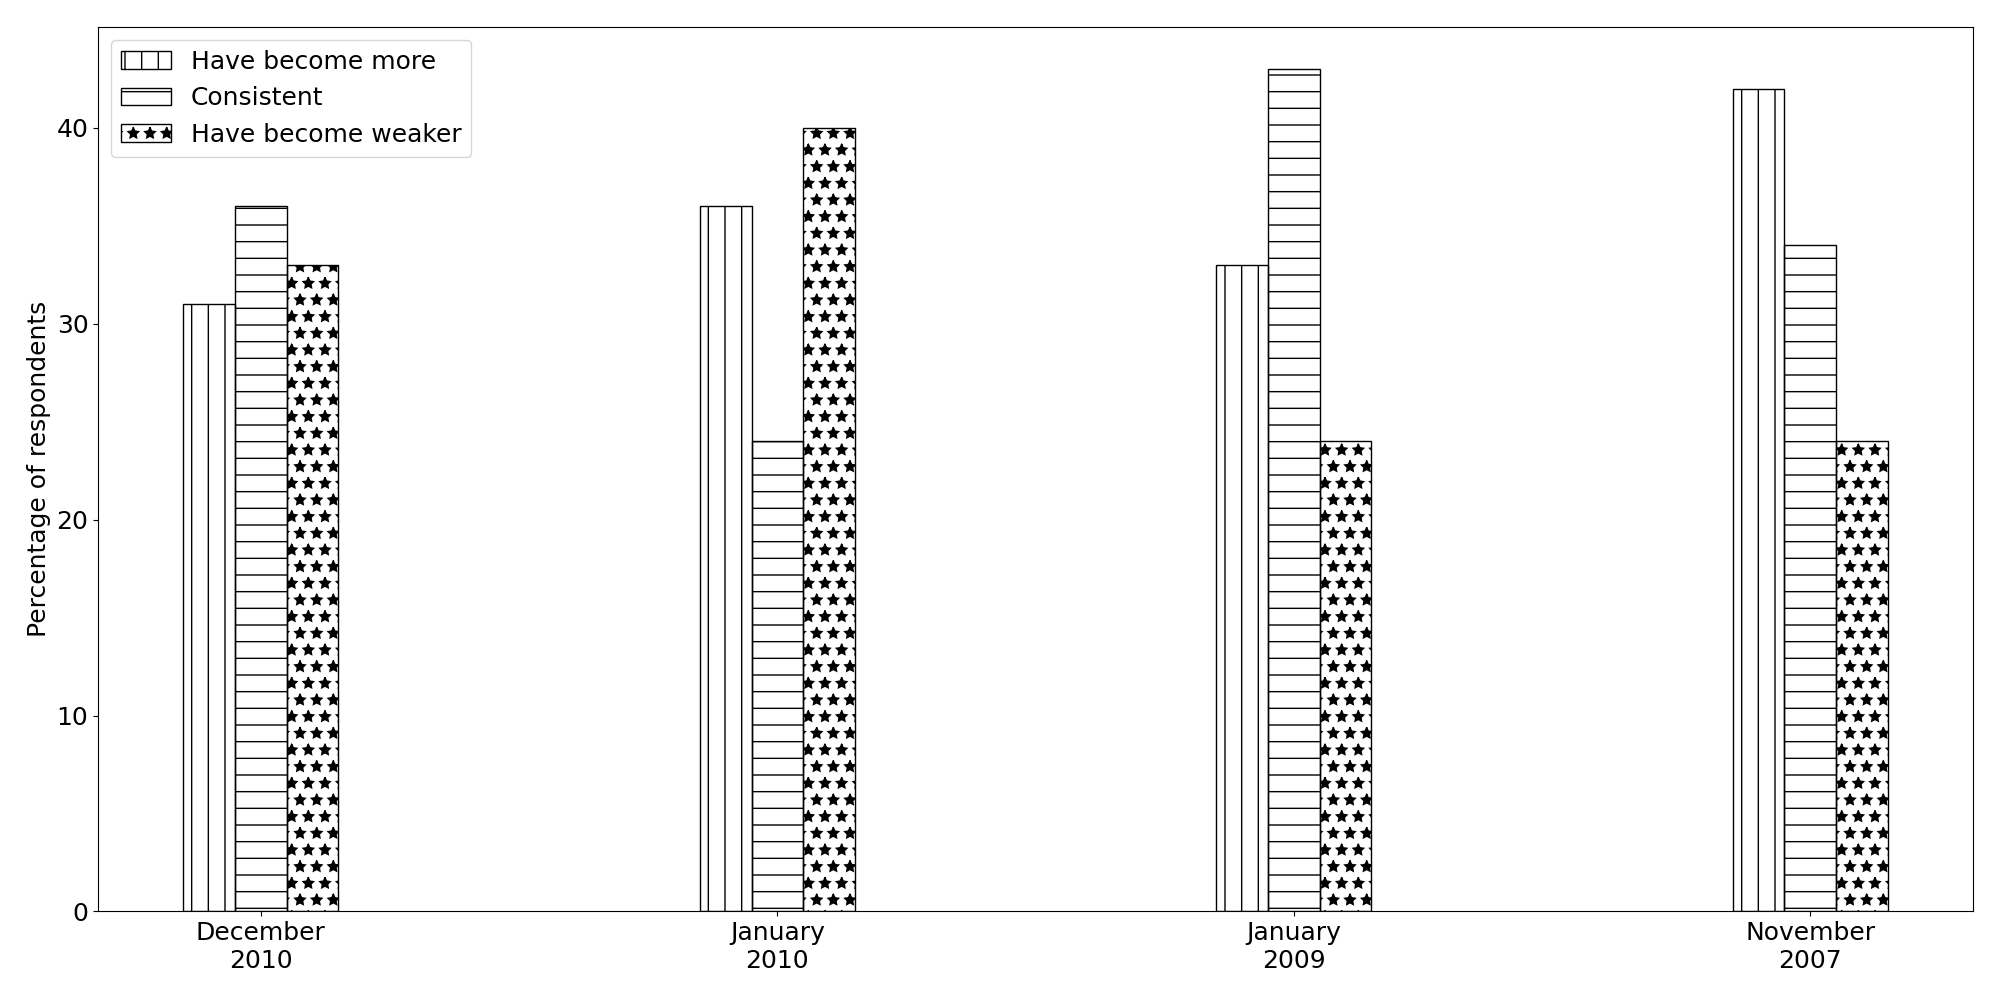 Have become more
Consistent
Have become weaker
Percentage of respondents
40
30
20
10
0
December
2010
January
2010
January
2009
November
2007